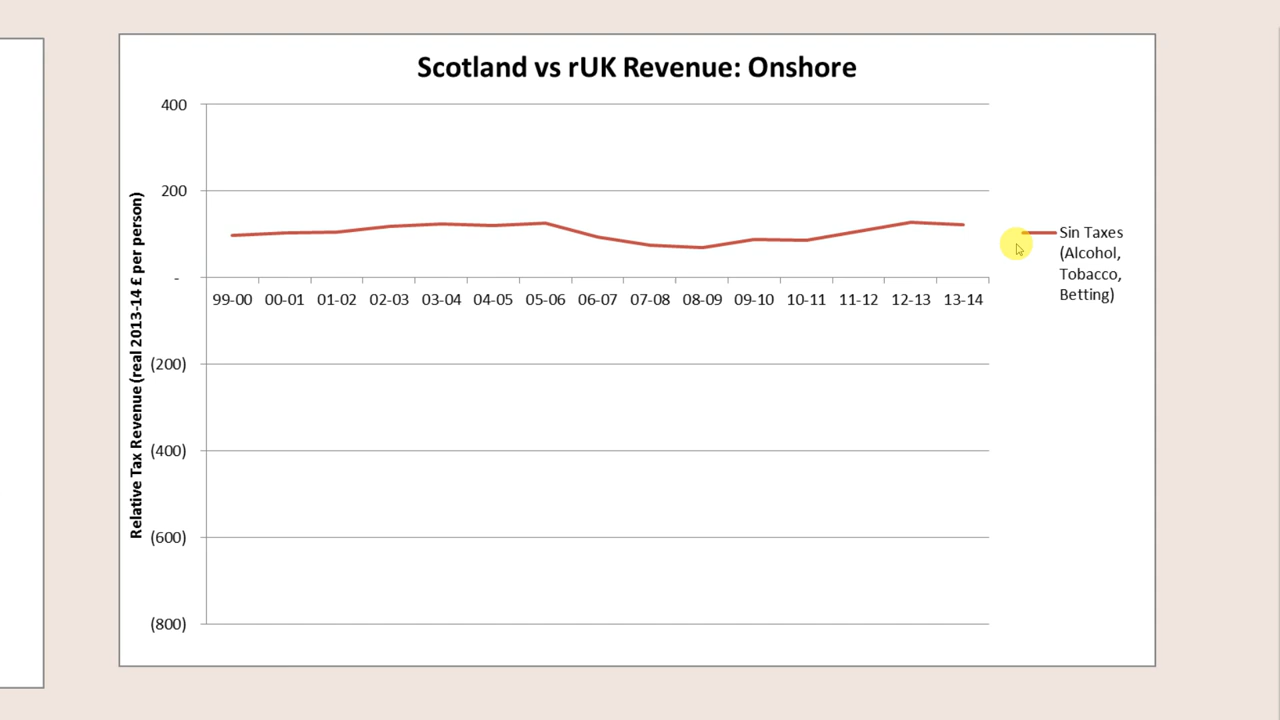 Scotland vs rUK Revenue: Onshore
Relative Tax Revenue (real 2013-14 £ per person)
400
200
-
(200)
(400)
(600)
(800)
99-00 00-01 01-02 02-03 03-04 04-05 05-06 06-07 07-08 08-09 09-10 10-11 11-12 12-13 13-14
Sin Taxes
(Alcohol,
Tobacco,
Betting)